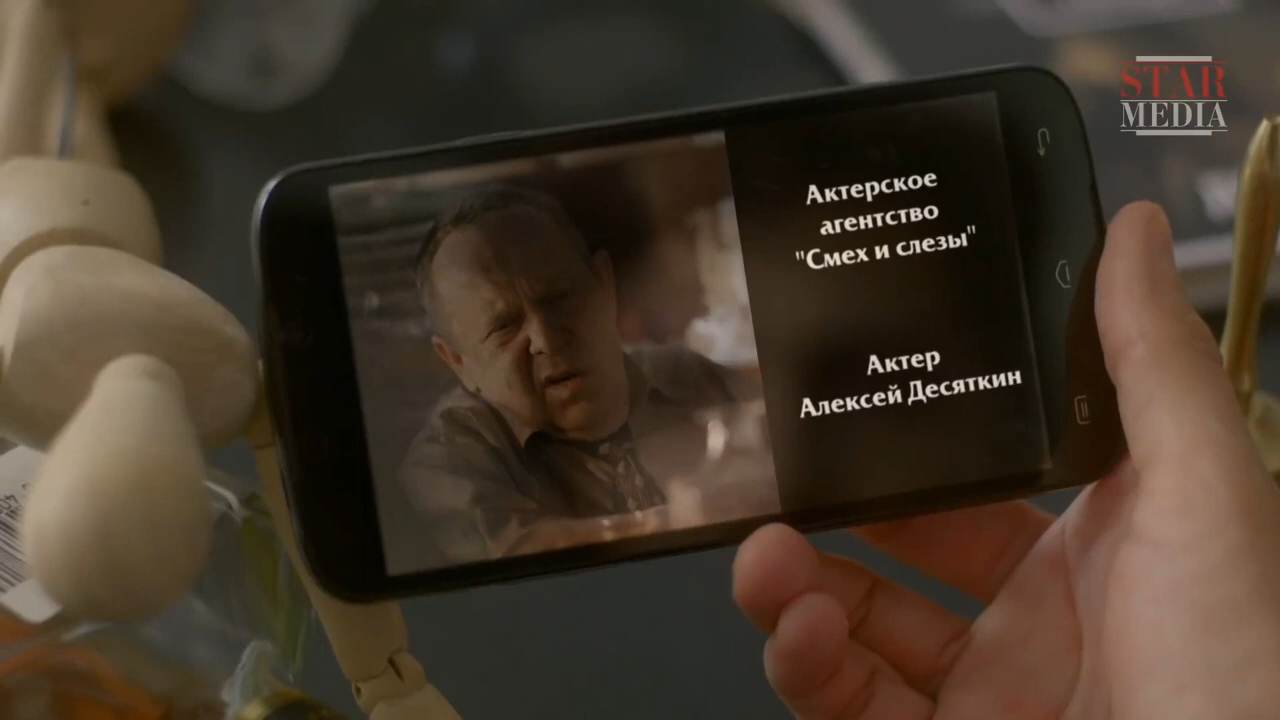 STAR
MEDIA
Актерское
агентство
"Смех и слезы"
Актер
Алексей Десяткин